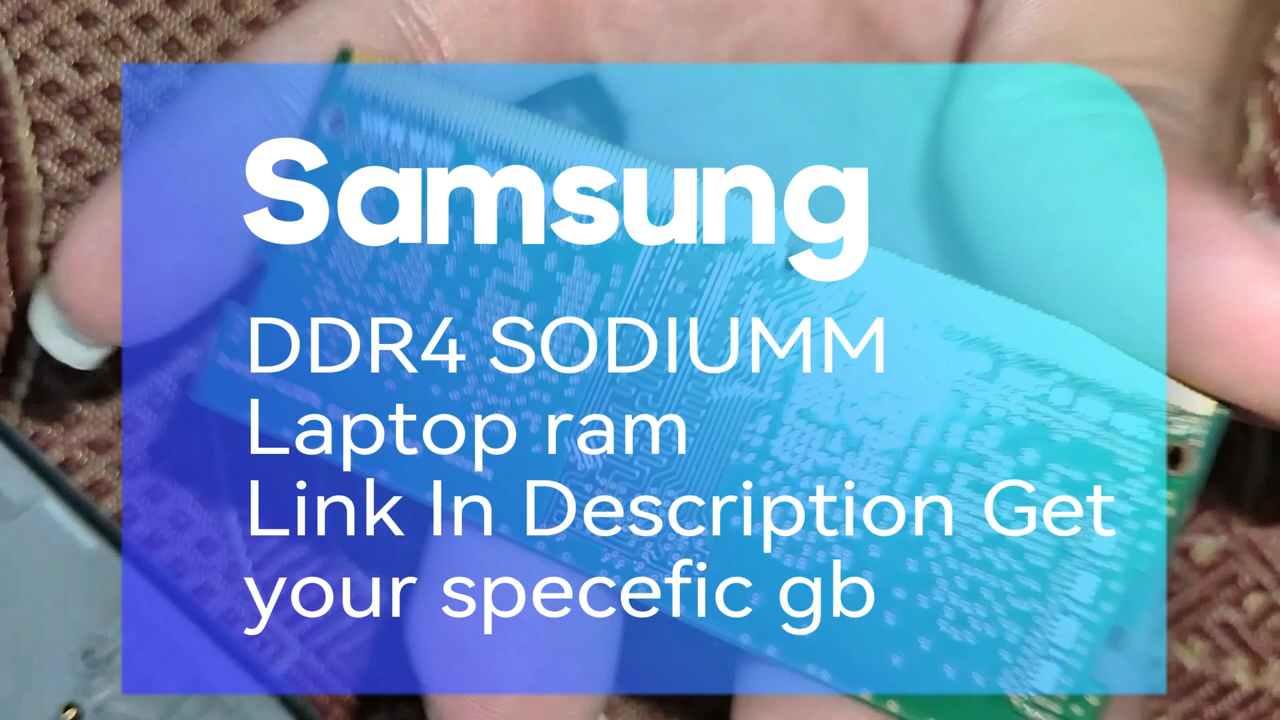 Samsung
DDR4 SODIUMM
Laptop ram
Link In Description Get
your specefic gb